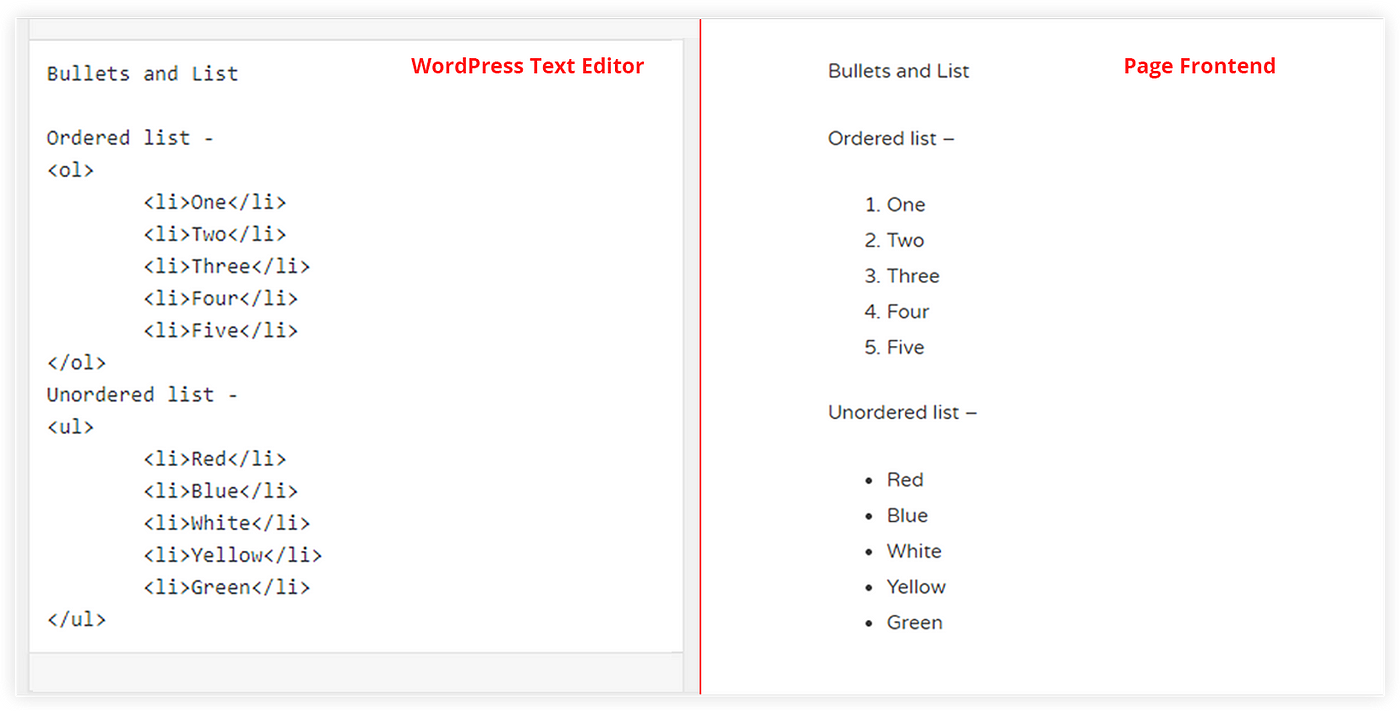 WordPress Text Editor
Bullets and List
Ordered list -
<ol>
<li>One</li>
<li>Two</li>
<li>Three</li>
<li>Four</li>
<li>Five</li>
</ol>
Unordered list -
<ul>
<li>Red</li>
<li>Blue</li>
<li>White</li>
<li>Yellow</li>
<li>Green</li>
</ul>
Page Frontend
Bullets and List
Ordered list –
1. One
2. Two
3. Three
4. Four
5. Five
Unordered list –
• Red
• Blue
• White
• Yellow
• Green